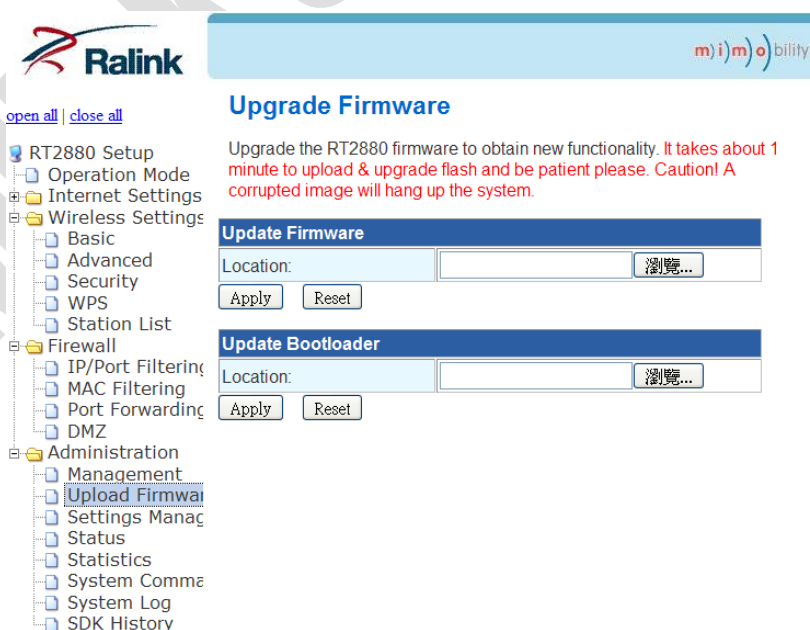 Ralink
m)i)m)o)bility
open all | close all
RT2880 Setup
Operation Mode
Internet Settings
Wireless Settings
Basic
Advanced
Security
WPS
Station List
Firewall
IP/Port Filtering
MAC Filtering
Port Forwarding
DMZ
Administration
Management
Upload Firmwar
Settings Manag
Status
Statistics
System Comma
System Log
SDK History
Upgrade Firmware
Upgrade the RT2880 firmware to obtain new functionality. It takes about 1
minute to upload & upgrade flash and be patient please. Caution! A
corrupted image will hang up the system.
Update Firmware
Location: 瀏覽...
Apply Reset
Update Bootloader
Location: 瀏覽...
Apply Reset